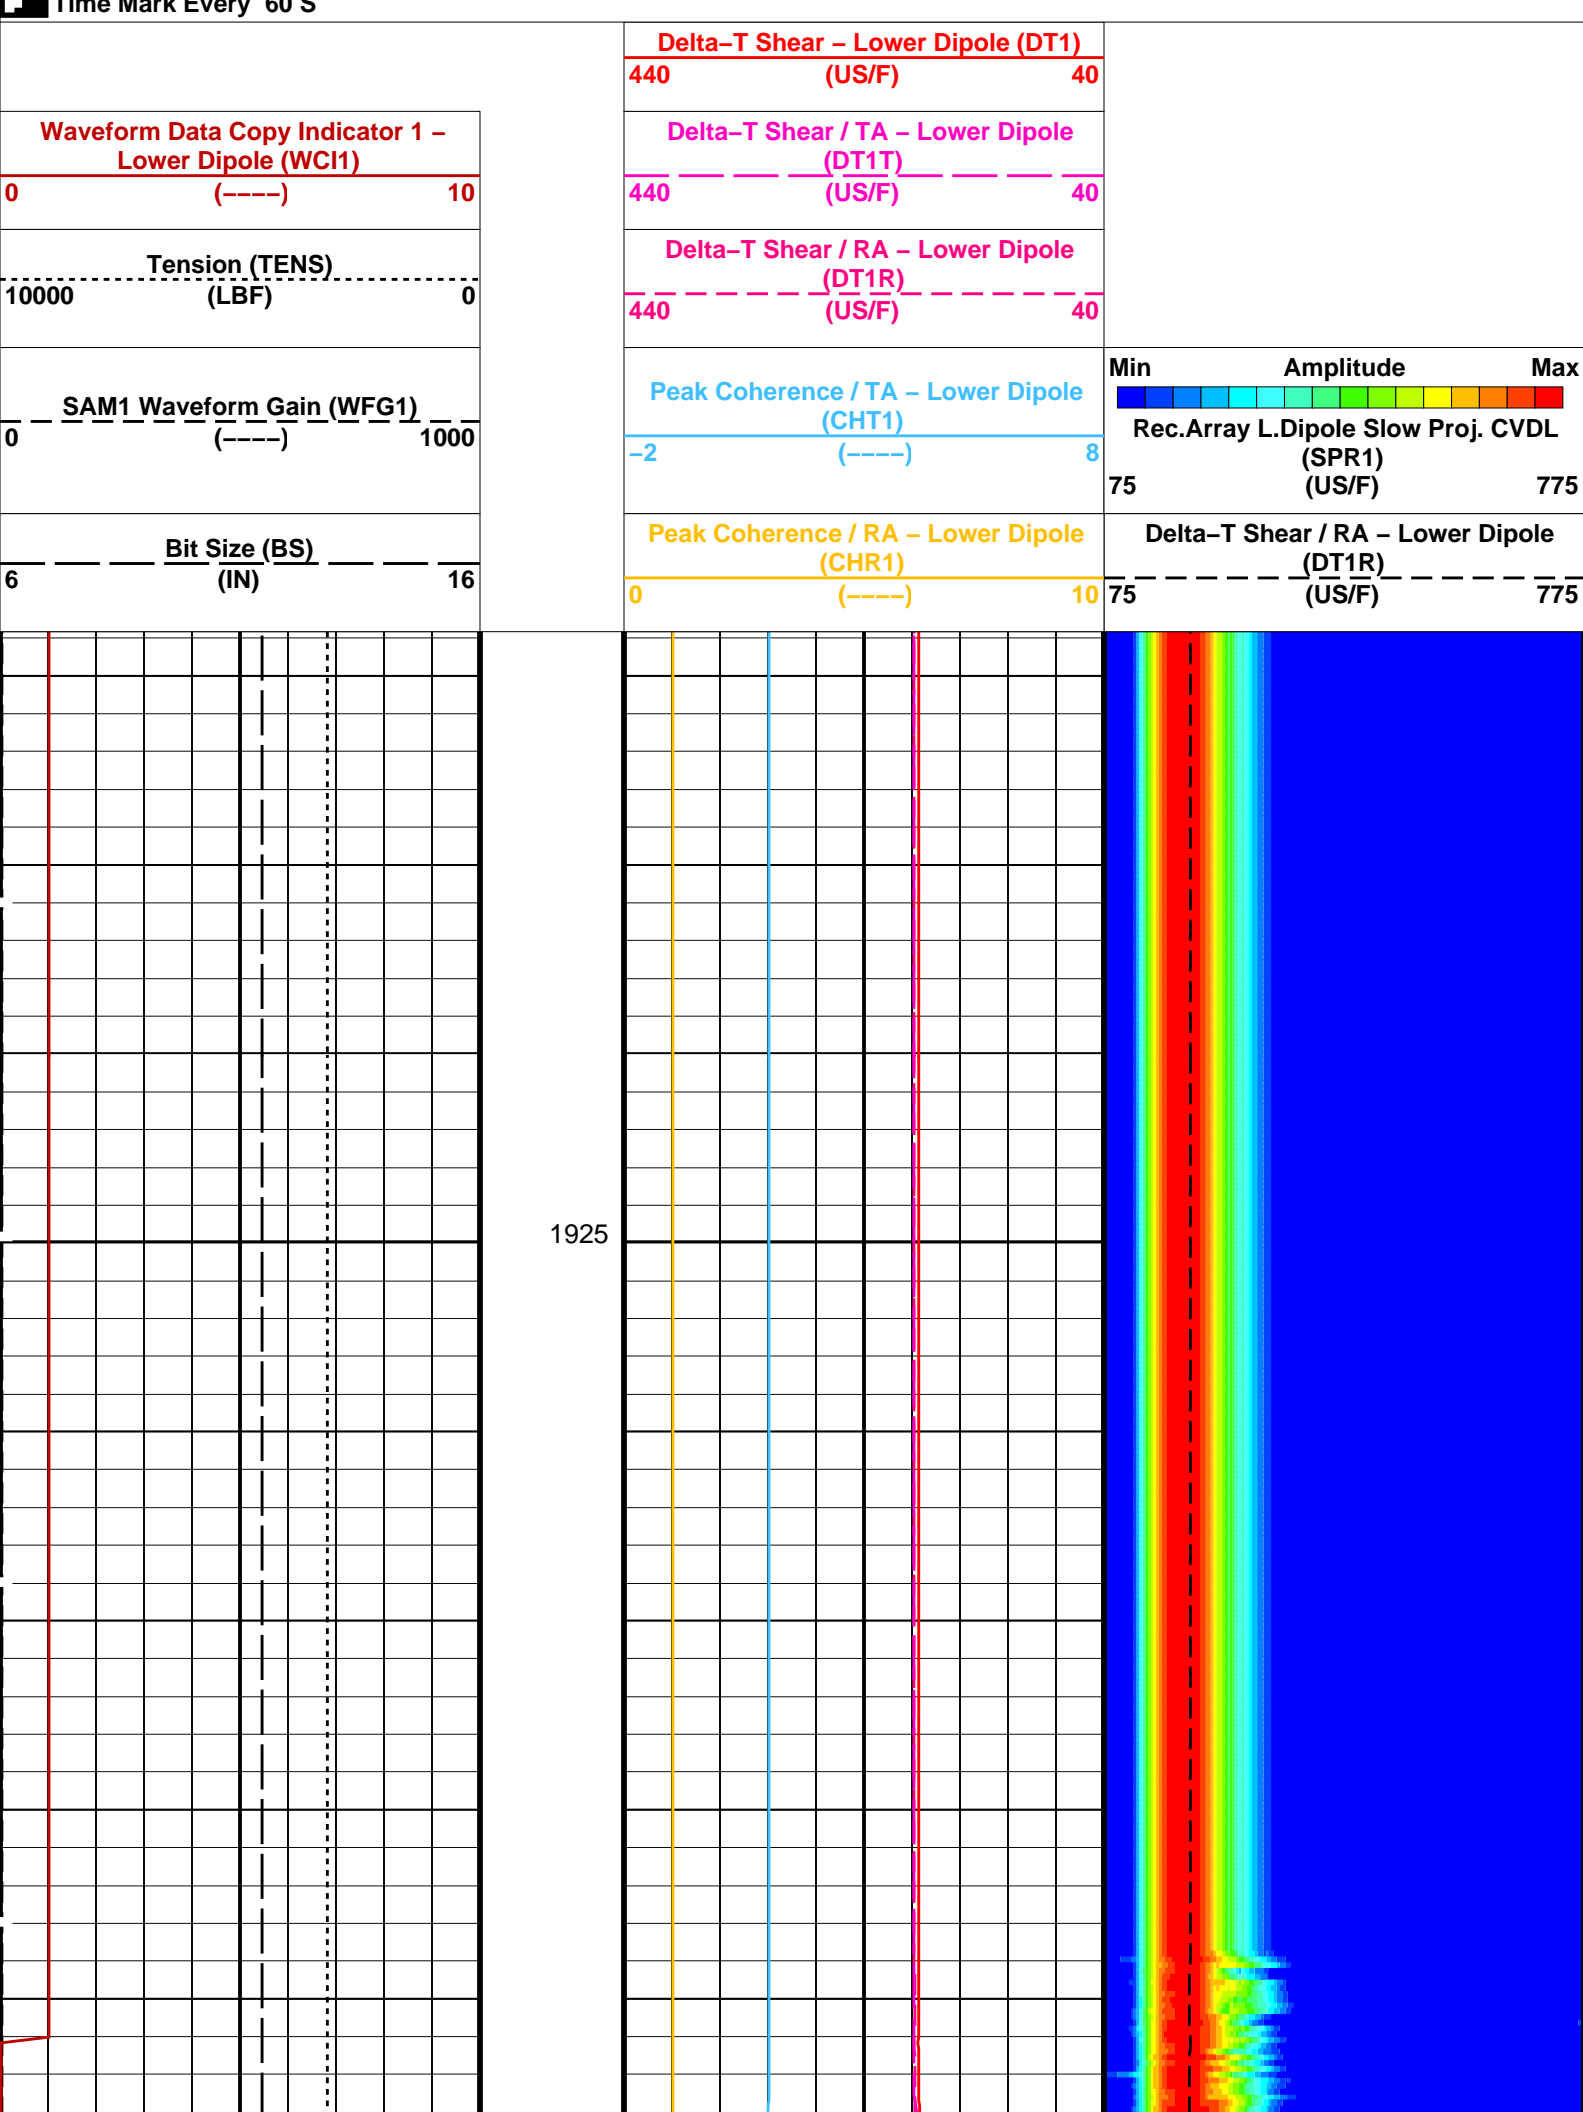 Time Mark Every 60 S
Delta–T Shear – Lower Dipole (DT1)
440 (US/F) 40
Waveform Data Copy Indicator 1 –
Lower Dipole (WCI1)
0 (––––) 10
Delta–T Shear / TA – Lower Dipole
(DT1T)
440 (US/F) 40
Tension (TENS)
10000 (LBF) 0
Delta–T Shear / RA – Lower Dipole
(DT1R)
440 (US/F) 40
SAM1 Waveform Gain (WFG1)
0 (––––) 1000
Peak Coherence / TA – Lower Dipole
(CHT1)
–2 (––––) 8
Min Amplitude Max
Rec.Array L.Dipole Slow Proj. CVDL
(SPR1)
75 (US/F) 775
Bit Size (BS)
6 (IN) 16
Peak Coherence / RA – Lower Dipole
(CHR1)
0 (––––) 10
Delta–T Shear / RA – Lower Dipole
(DT1R)
75 (US/F) 775
1925